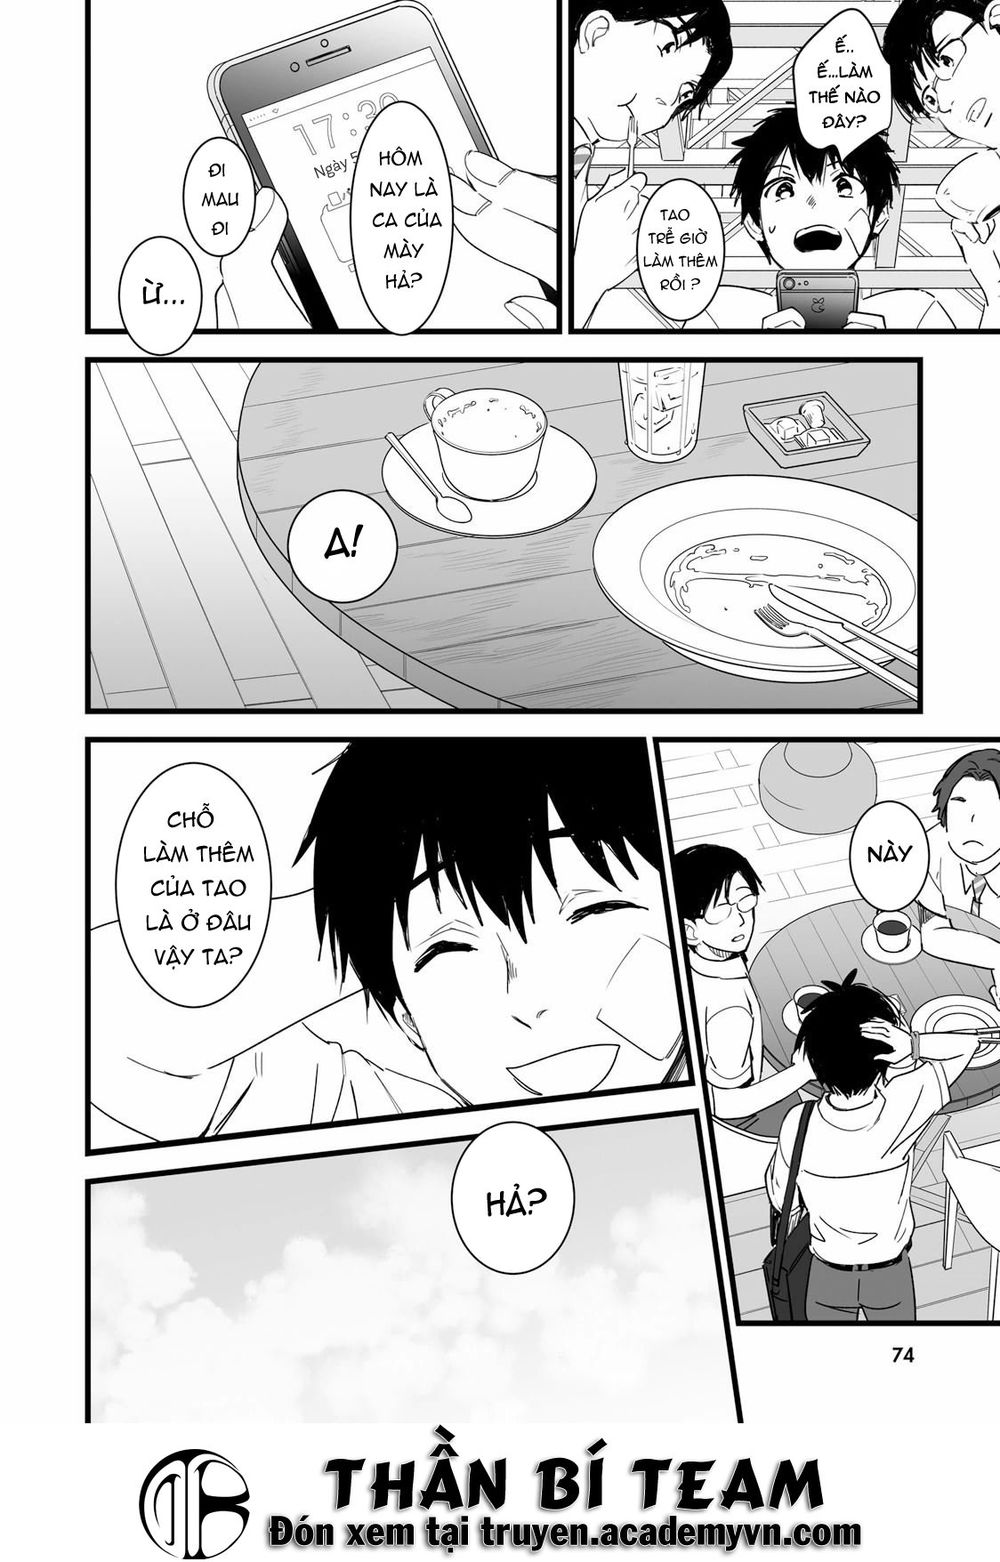 Ế..
Ế...LÀM
THẾ NÀO
ĐÂY?
TAO
TRỄ GIỜ
LÀM THÊM
RỒI ?
17:30
Ngày 5
HÔM
NAY LÀ
CA CỦA
MÀY
HẢ?
ĐI
MAU
ĐI
Ừ...
A!
NÀY
CHỖ
LÀM THÊM
CỦA TAO
LÀ Ở ĐÂU
VẬY TA?
HẢ?
74
THẦN BÍ TEAM
Đón xem tại truyen.academyvn.com